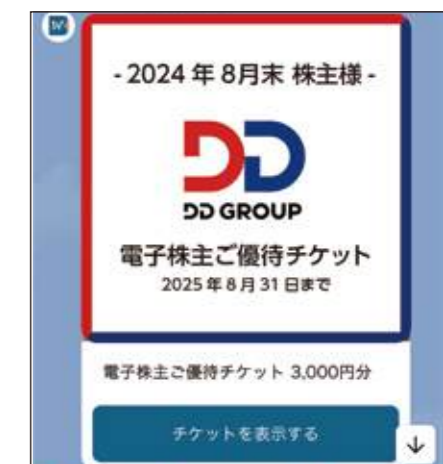 - 2024 年 8月末 株主様 -
DD
DD GROUP
電子株主ご優待チケット
2025 年 8 月 31 日まで
電子株主ご優待チケット 3,000円分
チケットを表示する